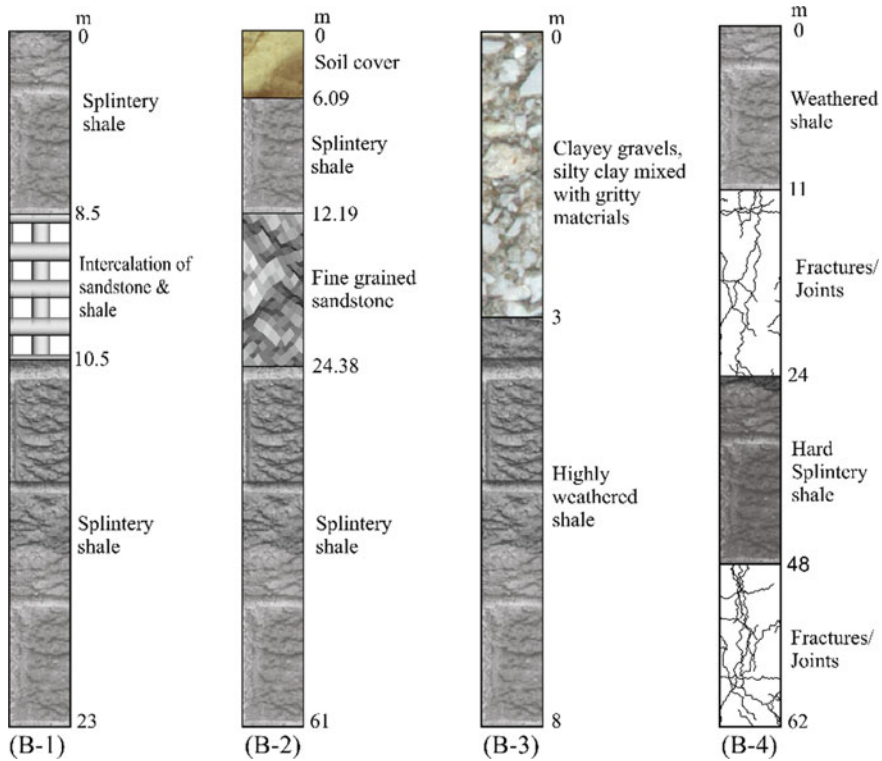 m
0
Splintery
shale
8.5
Intercalation of
sandstone &
shale
10.5
Splintery
shale
23
(B-1)
m
0
Soil cover
6.09
Splintery
shale
12.19
Fine grained
sandstone
24.38
Splintery
shale
61
(B-2)
m
0
Clayey gravels,
silty clay mixed
with gritty
materials
3
Highly
weathered
shale
8
(B-3)
m
0
Weathered
shale
11
Fractures/
Joints
24
Hard
Splintery
shale
48
Fractures/
Joints
62
(B-4)